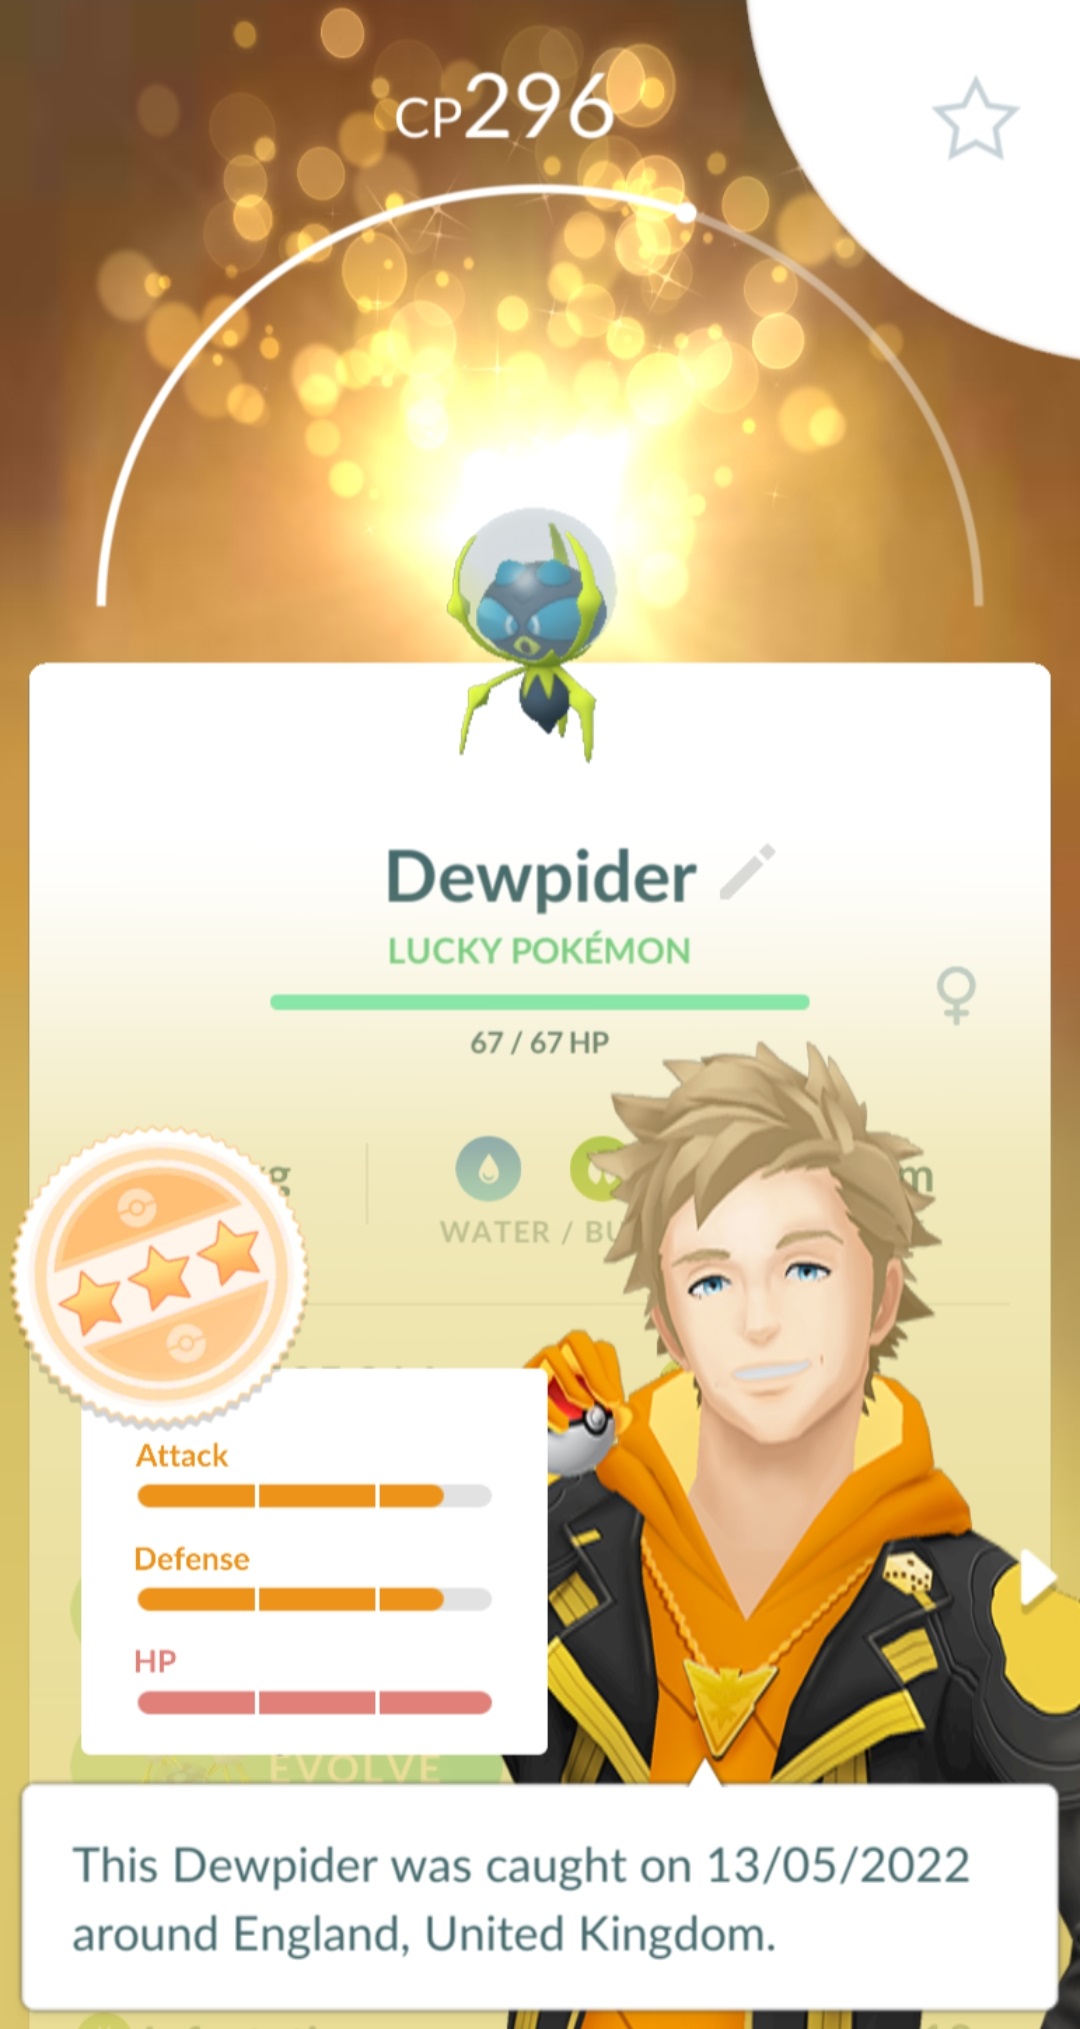 CP296
Dewpider
LUCKY POKÉMON
67 / 67 HP
WATER /
Attack
Defense
HP
EVOLVE
This Dewpider was caught on 13/05/2022
around England, United Kingdom.